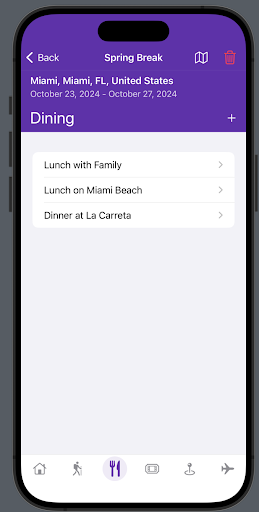 Back
Spring Break
Miami, Miami, FL, United States
October 23, 2024 - October 27, 2024
Dining
Lunch with Family
Lunch on Miami Beach
Dinner at La Carreta